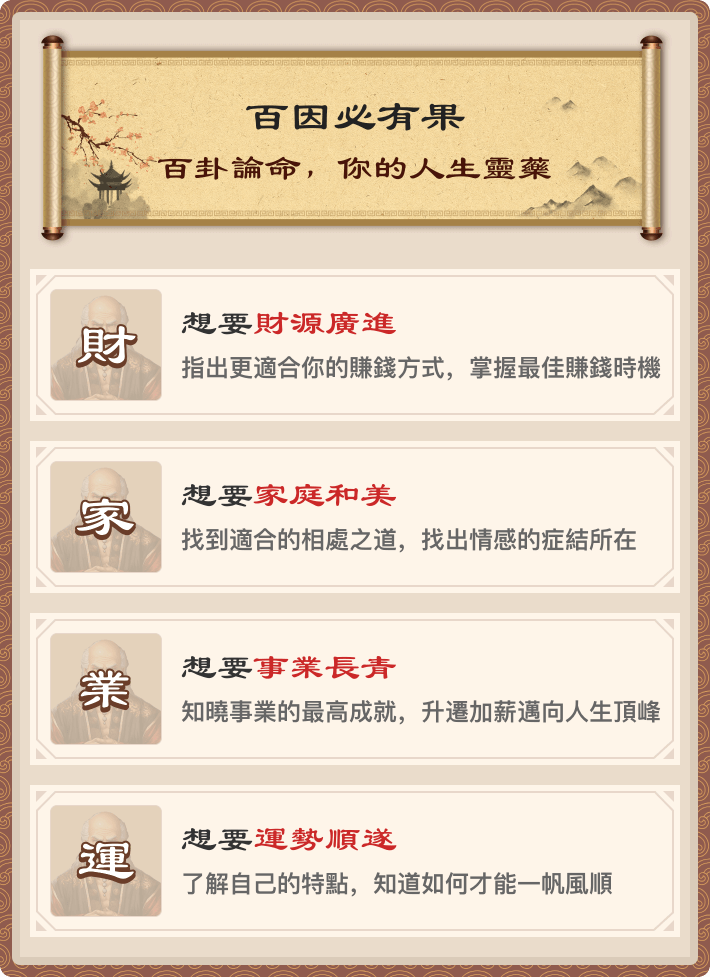 百因必有果
百卦論命，你的人生靈藥
財
想要財源廣進
指出更適合你的賺錢方式，掌握最佳賺錢時機
家
想要家庭和美
找到適合的相處之道，找出情感的症結所在
業
想要事業長青
知曉事業的最高成就，升遷加薪邁向人生頂峰
運
想要運勢順遂
了解自己的特點，知道如何才能一帆風順